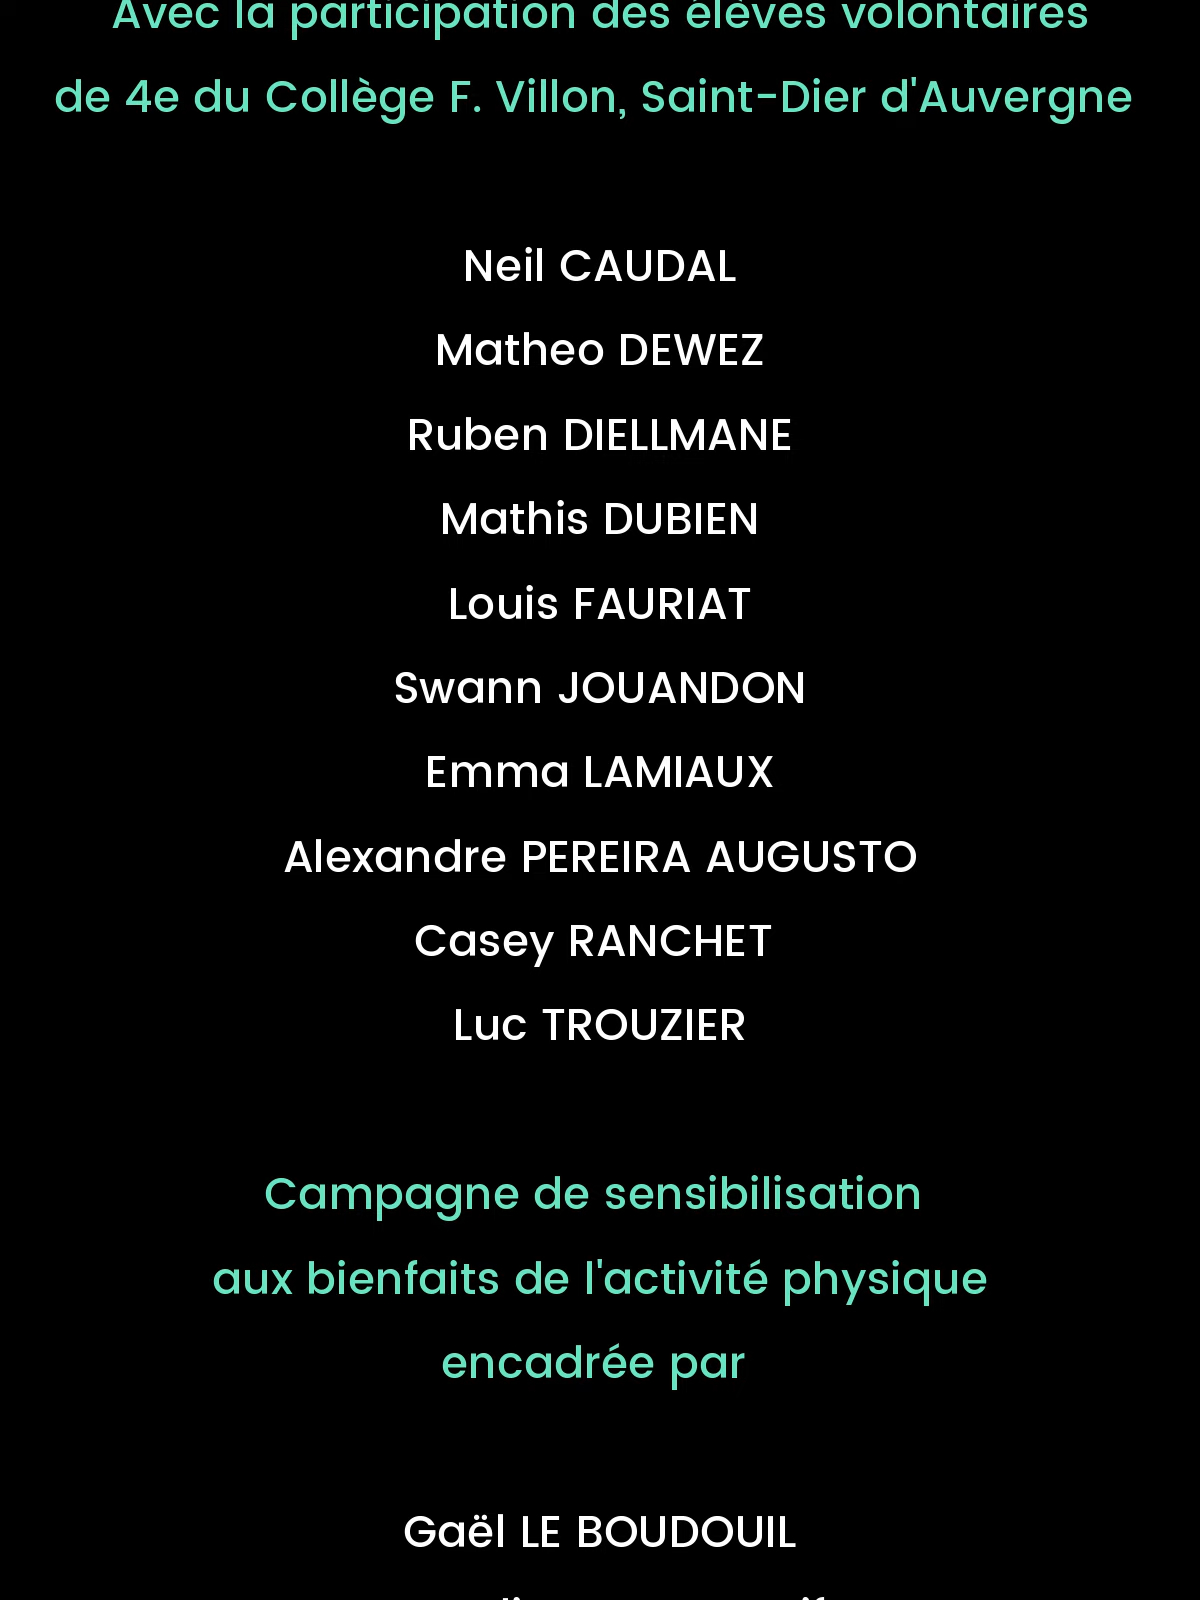 Avec la participation des élèves volontaires
de 4e du Collège F. Villon, Saint-Dier d'Auvergne
Neil CAUDAL
Matheo DEWEZ
Ruben DIELLMANE
Mathis DUBIEN
Louis FAURIAT
Swann JOUANDON
Emma LAMIAUX
Alexandre PEREIRA AUGUSTO
Casey RANCHET
Luc TROUZIER
Campagne de sensibilisation
aux bienfaits de l'activité physique
encadrée par
Gaël LE BOUDOUIL